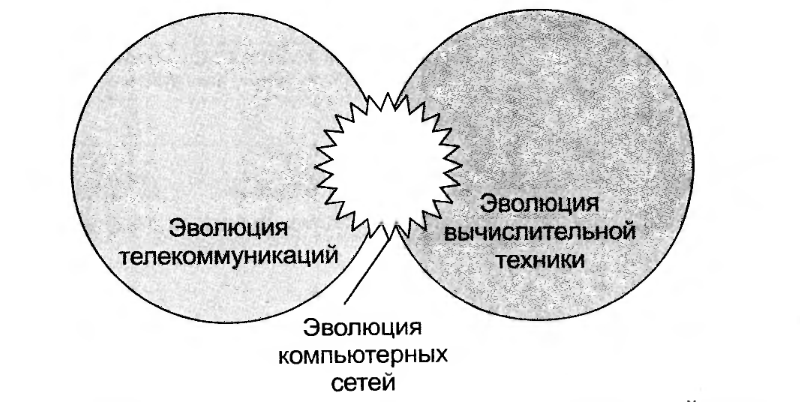 Эволюция
телекоммуникаций
Эволюция
вычислительной
техники
Эволюция
компьютерных
сетей